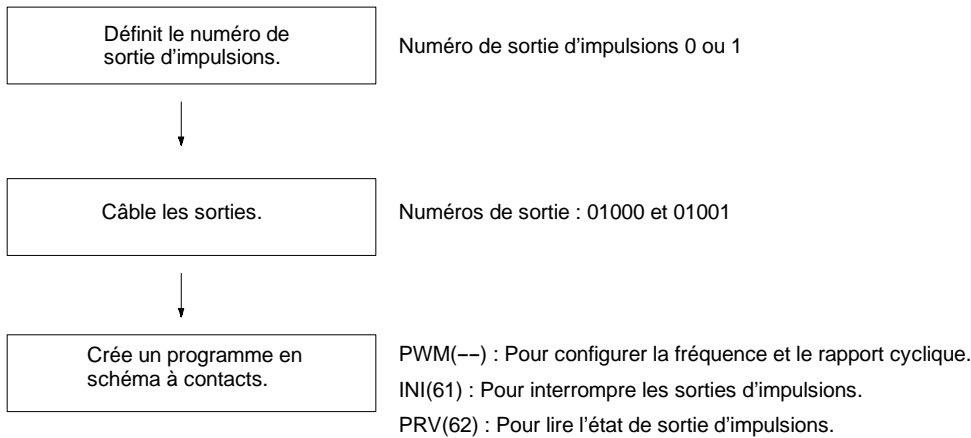 Définit le numéro de
sortie d'impulsions.
Numéro de sortie d'impulsions 0 ou 1
Câble les sorties.
Numéros de sortie : 01000 et 01001
Crée un programme en
schéma à contacts.
PWM(−−) : Pour configurer la fréquence et le rapport cyclique.
INI(61) : Pour interrompre les sorties d'impulsions.
PRV(62) : Pour lire l'état de sortie d'impulsions.